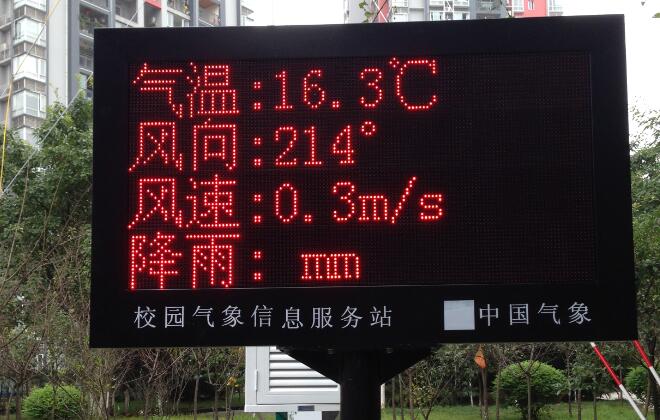 气温:16.3℃
风向:214°
风速:0.3m/s
降雨: mm
校园气象信息服务站 中国气象